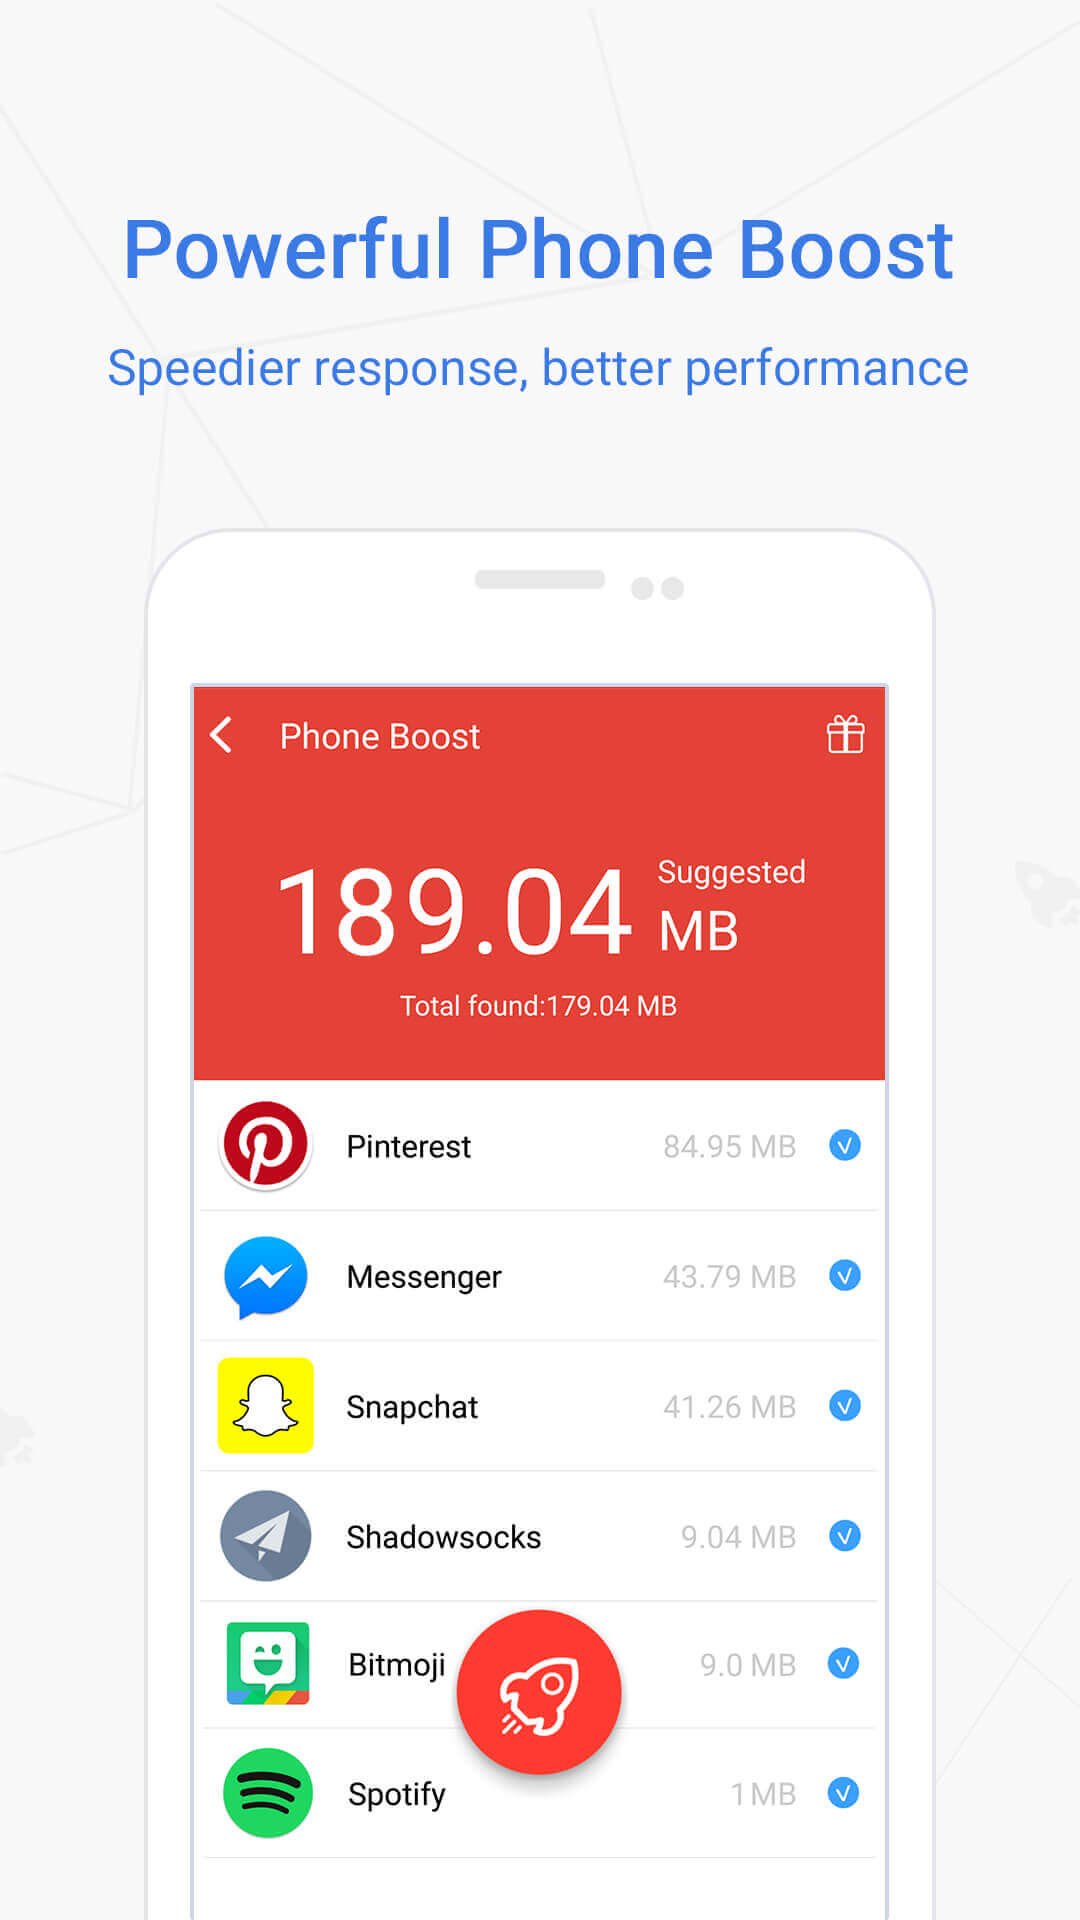 Powerful Phone Boost
Speedier response, better performance
Phone Boost
189.04 Suggested
MB
Total found:179.04 MB
Pinterest 84.95 MB
Messenger 43.79 MB
Snapchat 41.26 MB
Shadowsocks 9.04 MB
Bitmoji 9.0 MB
Spotify 1MB